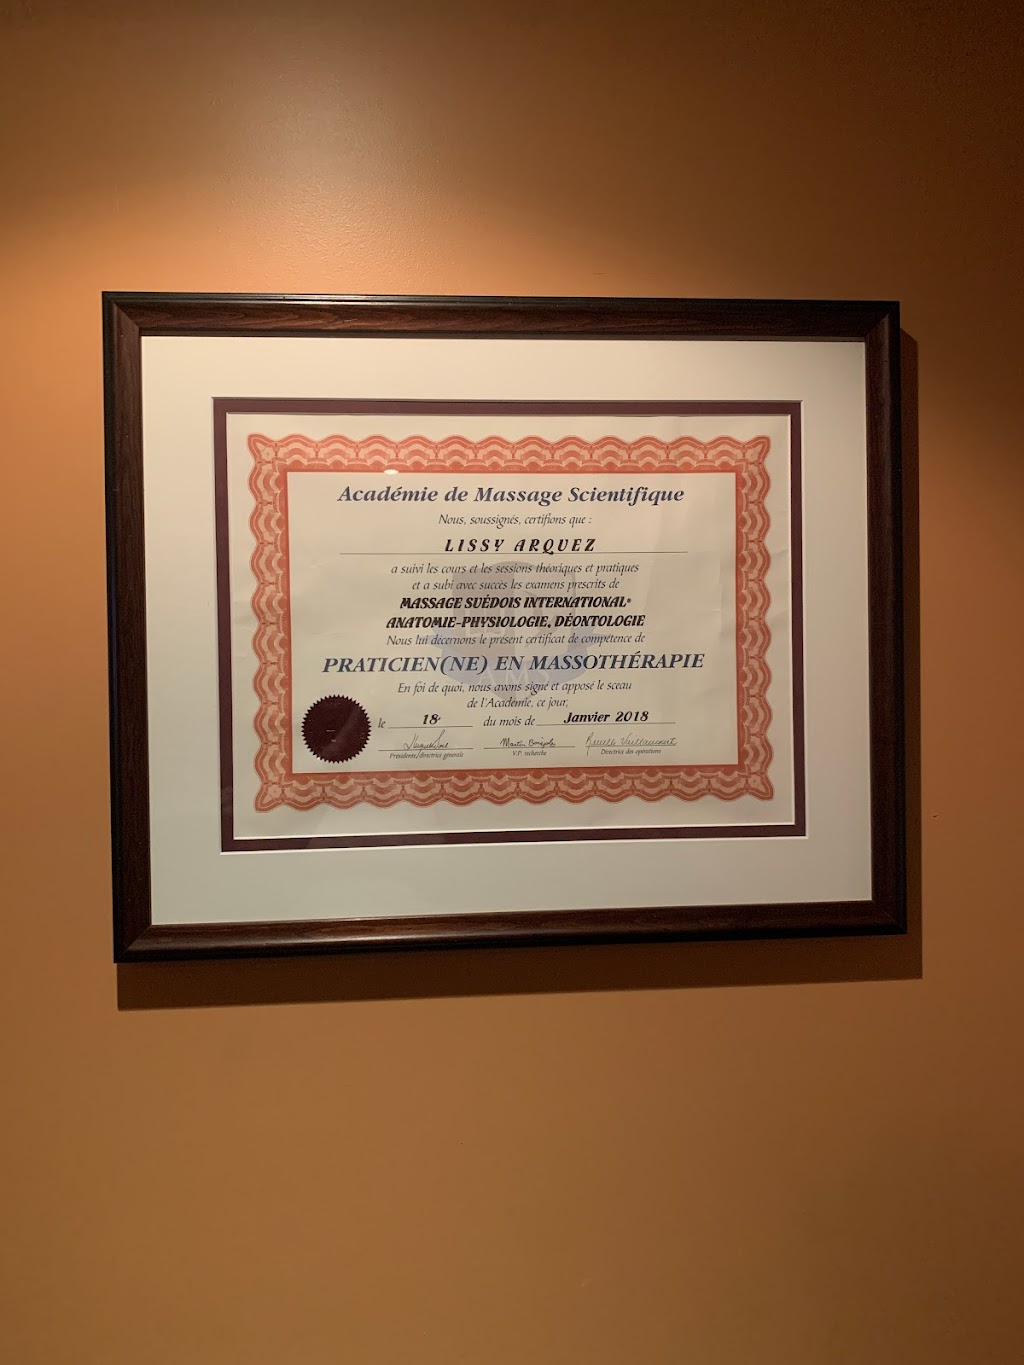 Académie de Massage Scientifique
Nous, soussignés, certifions que :
LISSY ARQUEZ
a suivi les cours et les sessions théoriques et pratiques
et a subi avec succès les examens prescrits de
MASSAGE SUÉDOIS INTERNATIONAL®
ANATOMIE-PHYSIOLOGIE, DÉONTOLOGIE
Nous lui décernons le présent certificat de compétence de
PRATICIEN(NE) EN MASSOTHÉRAPIE
AMS
En foi de quoi, nous avons signé et apposé le sceau
de l'Académie, ce jour,
le 18 du mois de Janvier 2018
Présidente/directrice générale V.P. recherche Directrice des opérations